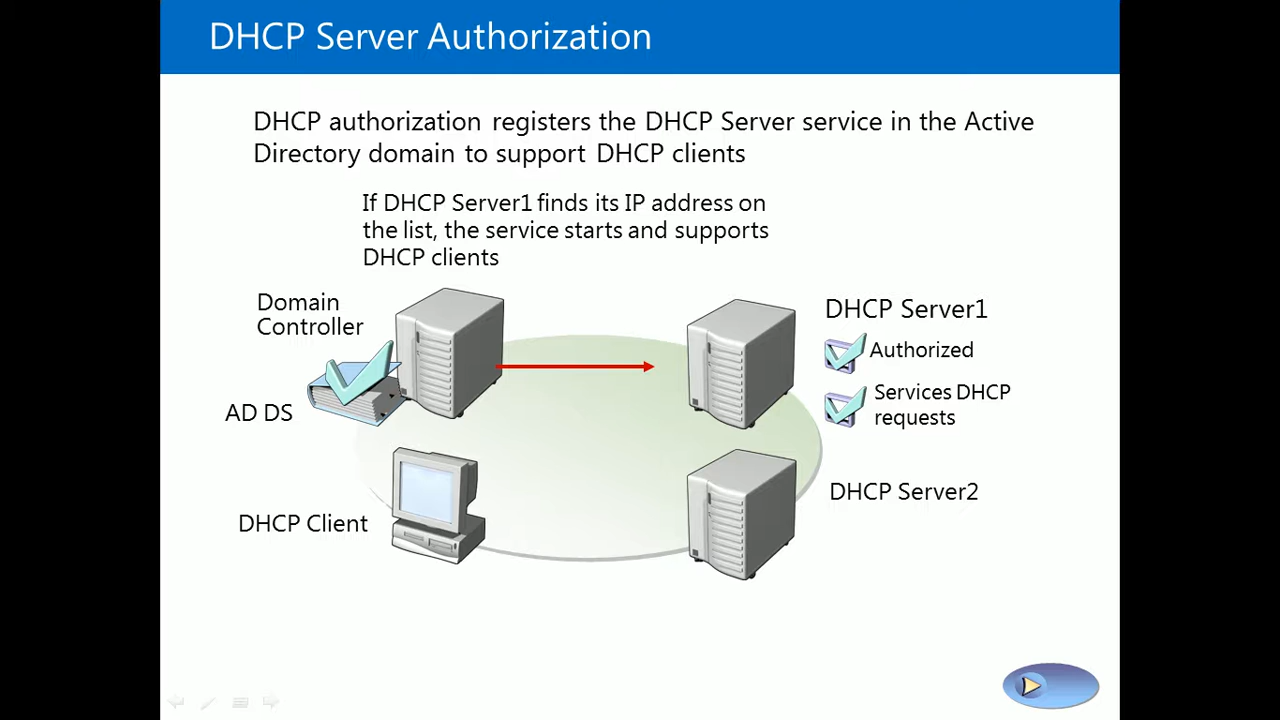 DHCP Server Authorization
DHCP authorization registers the DHCP Server service in the Active
Directory domain to support DHCP clients
If DHCP Server1 finds its IP address on
the list, the service starts and supports
DHCP clients
Domain
Controller
AD DS
DHCP Server1
Authorized
Services DHCP
requests
DHCP Client
DHCP Server2